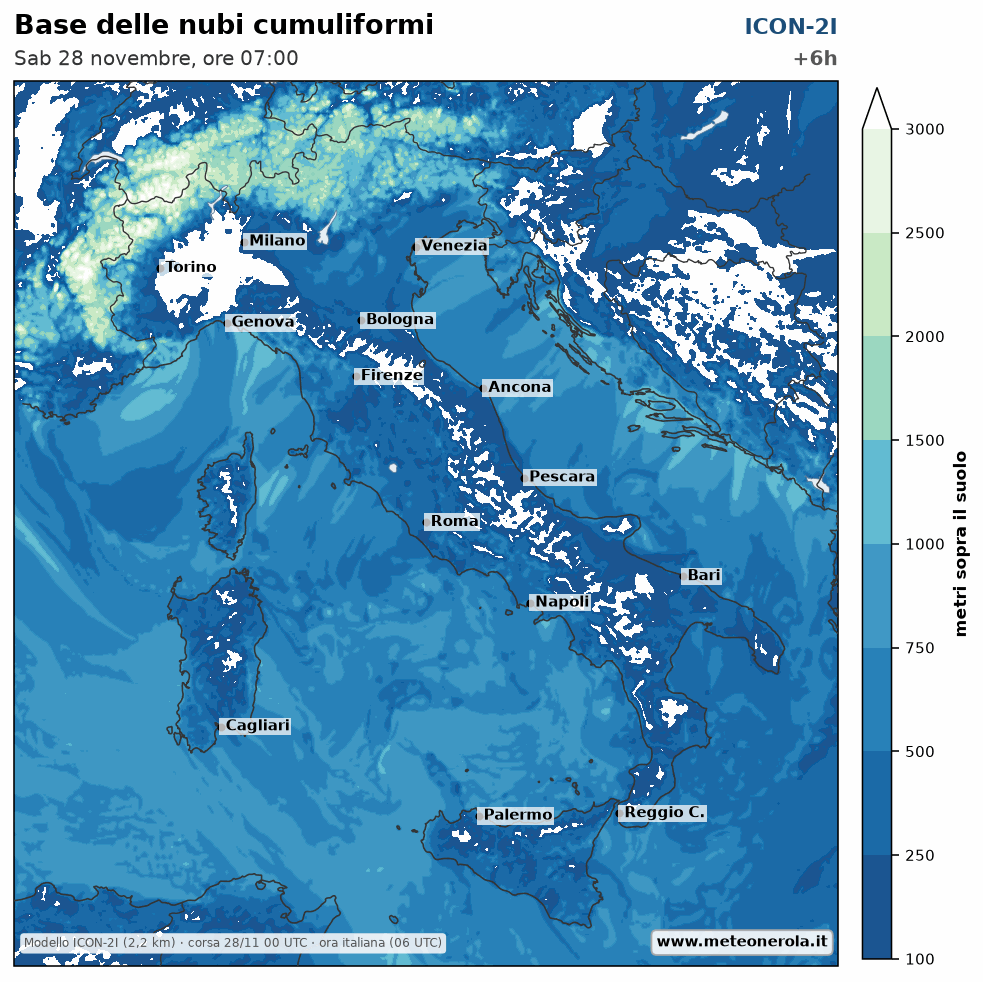 Base delle nubi cumuliformi
ICON-2I
Sab 28 novembre, ore 07:00
+6h
3000
2500
2000
1500
1000
750
500
250
100
metri sopra il suolo
Milano
Venezia
Torino
Genova
Bologna
Firenze
Ancona
Pescara
Roma
Bari
Napoli
Cagliari
Palermo
Reggio C.
Modello ICON-2I (2,2 km) · corsa 28/11 00 UTC · ora italiana (06 UTC)
www.meteonerola.it